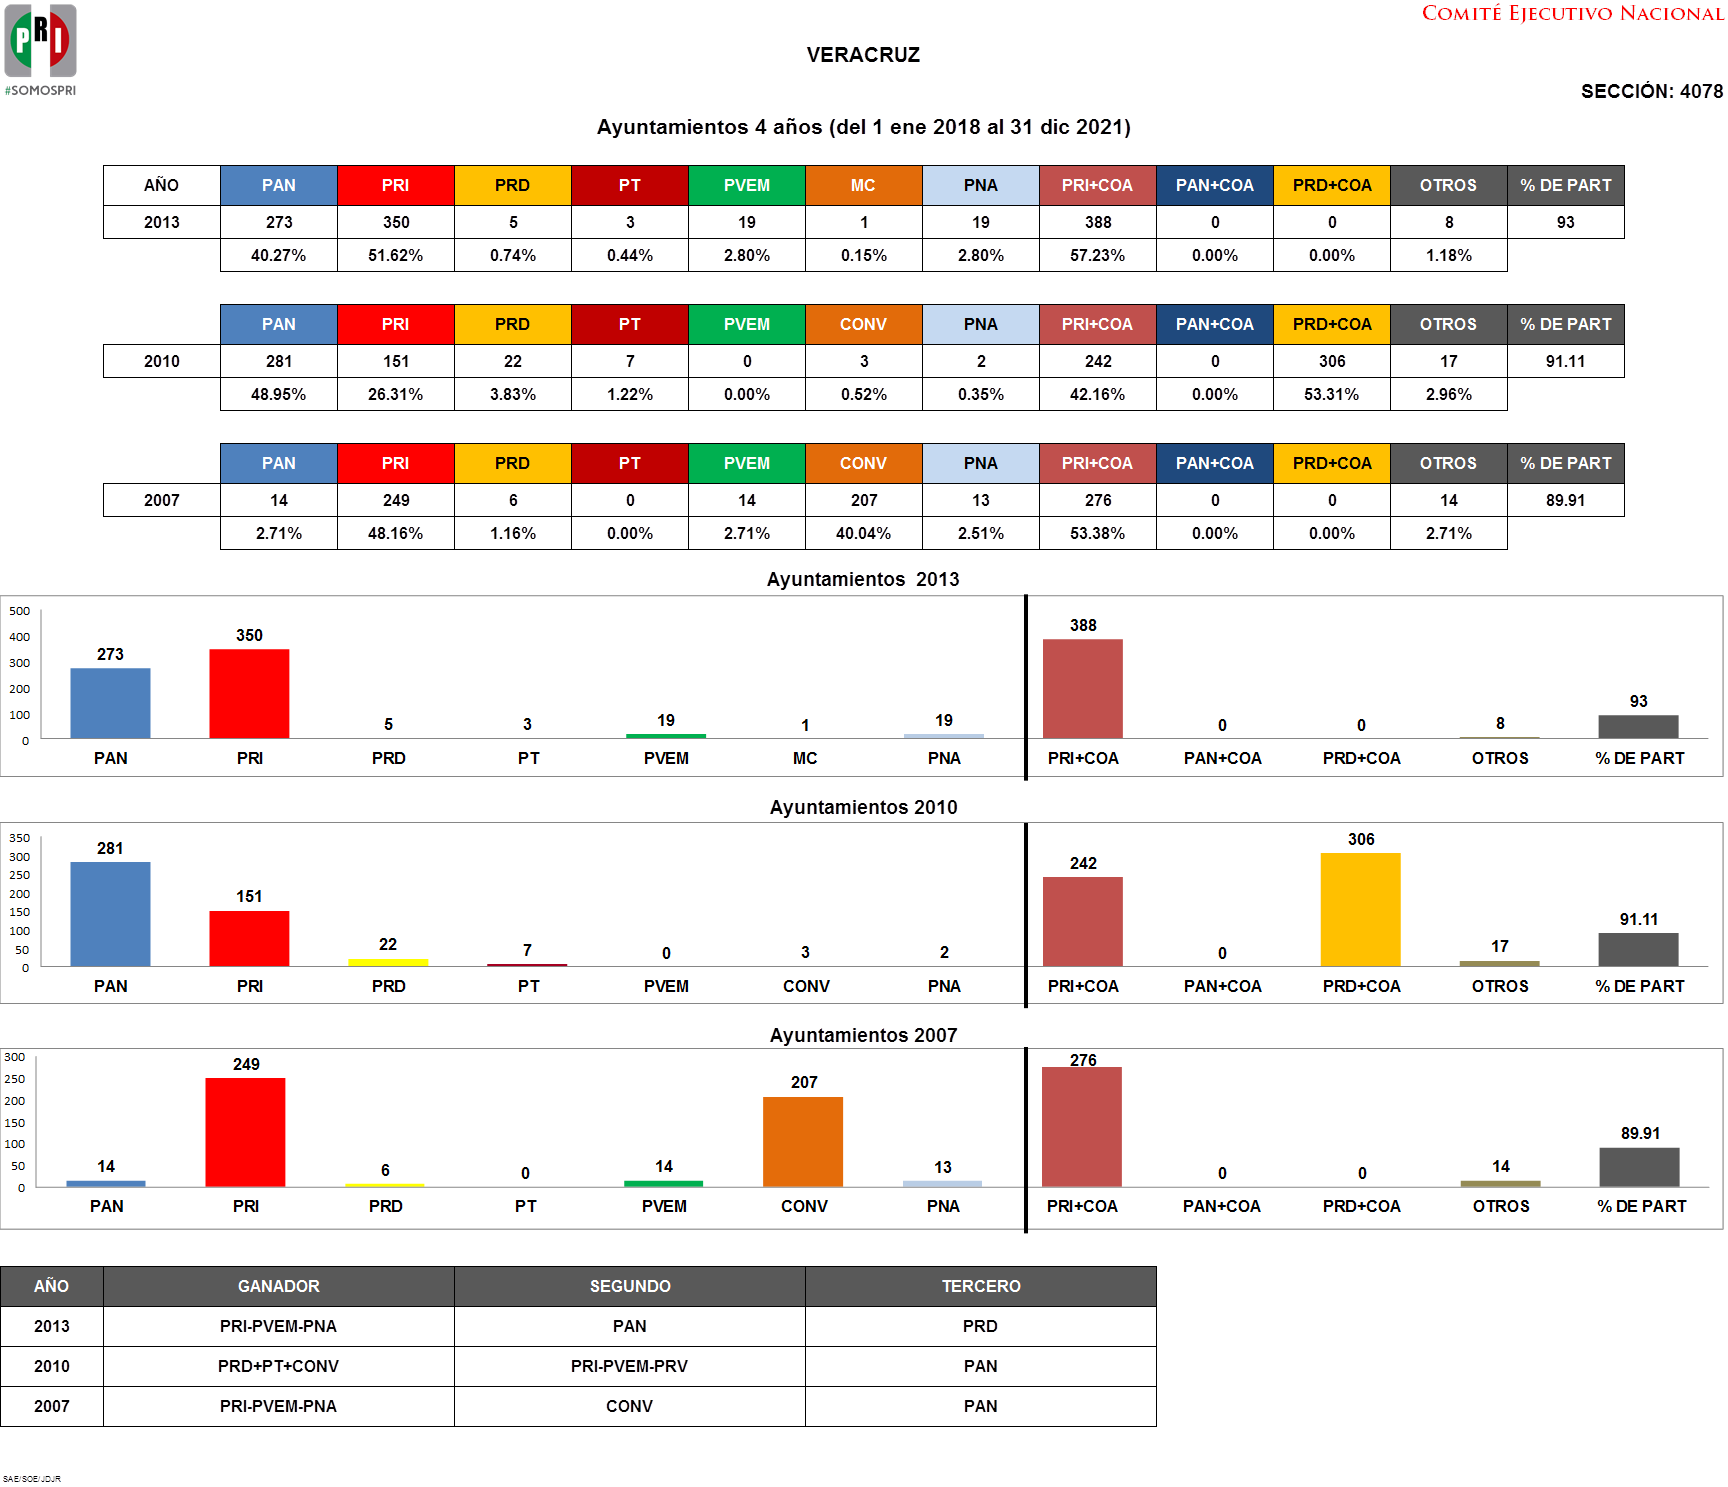 PRI
#SOMOSPRI
COMITÉ EJECUTIVO NACIONAL
VERACRUZ
SECCIÓN: 4078
Ayuntamientos 4 años (del 1 ene 2018 al 31 dic 2021)
AÑO PAN PRI PRD PT PVEM MC PNA PRI+COA PAN+COA PRD+COA OTROS % DE PART
2013 273 350 5 3 19 1 19 388 0 0 8 93
40.27% 51.62% 0.74% 0.44% 2.80% 0.15% 2.80% 57.23% 0.00% 0.00% 1.18%
PAN PRI PRD PT PVEM CONV PNA PRI+COA PAN+COA PRD+COA OTROS % DE PART
2010 281 151 22 7 0 3 2 242 0 306 17 91.11
48.95% 26.31% 3.83% 1.22% 0.00% 0.52% 0.35% 42.16% 0.00% 53.31% 2.96%
PAN PRI PRD PT PVEM CONV PNA PRI+COA PAN+COA PRD+COA OTROS % DE PART
2007 14 249 6 0 14 207 13 276 0 0 14 89.91
2.71% 48.16% 1.16% 0.00% 2.71% 40.04% 2.51% 53.38% 0.00% 0.00% 2.71%
Ayuntamientos 2013
500
400
300
200
100
0
273 350 5 3 19 1 19 388 0 0 8 93
PAN PRI PRD PT PVEM MC PNA PRI+COA PAN+COA PRD+COA OTROS % DE PART
Ayuntamientos 2010
350
300
250
200
150
100
50
0
281 151 22 7 0 3 2 242 0 306 17 91.11
PAN PRI PRD PT PVEM CONV PNA PRI+COA PAN+COA PRD+COA OTROS % DE PART
Ayuntamientos 2007
300
250
200
150
100
50
0
14 249 6 0 14 207 13 276 0 0 14 89.91
PAN PRI PRD PT PVEM CONV PNA PRI+COA PAN+COA PRD+COA OTROS % DE PART
AÑO GANADOR SEGUNDO TERCERO
2013 PRI-PVEM-PNA PAN PRD
2010 PRD+PT+CONV PRI-PVEM-PRV PAN
2007 PRI-PVEM-PNA CONV PAN
SAE/SOE/JDJR